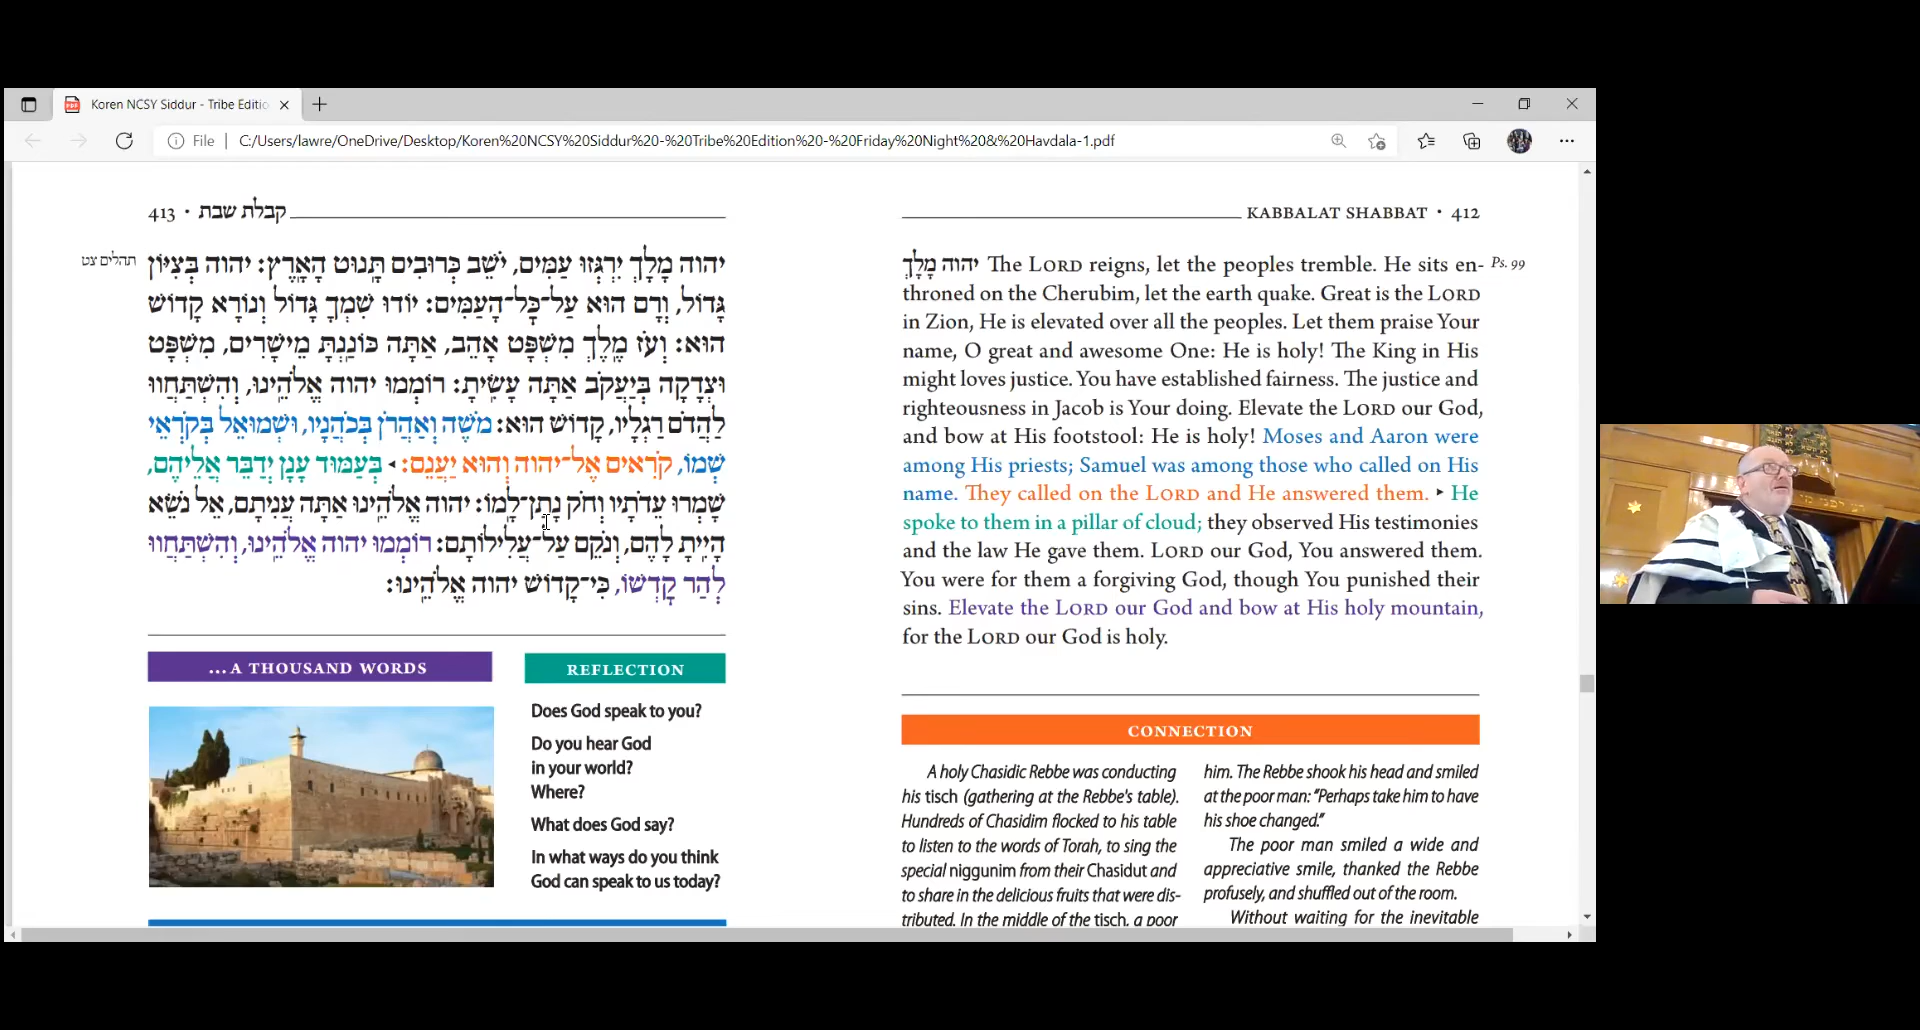 Koren NCSY Siddur - Tribe Editio
File C:/Users/lawre/OneDrive/Desktop/Koren%20NCSY%20Siddur%20-%20Tribe%20Edition%20-%20Friday%20Night%20&%20Havdala-1.pdf
413 • קבלת שבת
תהלים צט
יהוה מָלָךְ יִרְגְּזוּ עַמִּים, יֹשֵׁב כְּרוּבִים תָּנוּט הָאָֽרֶץ: יהוה בְּצִיּוֹן
גָּדוֹל, וְרָם הוּא עַל־כָּל־הָעַמִּים: יוֹדוּ שִׁמְךָ גָּדוֹל וְנוֹרָא קָדוֹשׁ
הוּא: וְעֹז מֶֽלֶךְ מִשְׁפָּט אָהֵב, אַתָּה כּוֹנַֽנְתָּ מֵישָׁרִים, מִשְׁפָּט
וּצְדָקָה בְּיַעֲקֹב אַתָּה עָשִֽׂיתָ: רוֹמְמוּ יהוה אֱלֹהֵֽינוּ, וְהִשְׁתַּחֲווּ
לַהֲדֹם רַגְלָיו, קָדוֹשׁ הוּא: מֹשֶׁה וְאַהֲרֹן בְּכֹהֲנָיו, וּשְׁמוּאֵל בְּקֹרְאֵי
שְׁמוֹ, קֹרִאים אֶל־יהוה וְהוּא יַעֲנֵם: ◂ בְּעַמּוּד עָנָן יְדַבֵּר אֲלֵיהֶם,
שָׁמְרוּ עֵדֹתָיו וְחֹק נָֽתַן־לָֽמוֹ: יהוה אֱלֹהֵֽינוּ אַתָּה עֲנִיתָם, אֵל נֹשֵׂא
הָיִֽיתָ לָהֶם, וְנֹקֵם עַל־עֲלִילוֹתָם: רוֹמְמוּ יהוה אֱלֹהֵֽינוּ, וְהִשְׁתַּחֲווּ
לְהַר קׇדְשׁוֹ, כִּי־קָדוֹשׁ יהוה אֱלֹהֵֽינוּ:
...A THOUSAND WORDS
REFLECTION
Does God speak to you?
Do you hear God
in your world?
Where?
What does God say?
In what ways do you think
God can speak to us today?
KABBALAT SHABBAT • 412
יהוה מָלָךְ The LORD reigns, let the peoples tremble. He sits en- Ps. 99
throned on the Cherubim, let the earth quake. Great is the LORD
in Zion, He is elevated over all the peoples. Let them praise Your
name, O great and awesome One: He is holy! The King in His
might loves justice. You have established fairness. The justice and
righteousness in Jacob is Your doing. Elevate the LORD our God,
and bow at His footstool: He is holy! Moses and Aaron were
among His priests; Samuel was among those who called on His
name. They called on the LORD and He answered them. ▸ He
spoke to them in a pillar of cloud; they observed His testimonies
and the law He gave them. LORD our God, You answered them.
You were for them a forgiving God, though You punished their
sins. Elevate the LORD our God and bow at His holy mountain,
for the LORD our God is holy.
CONNECTION
A holy Chasidic Rebbe was conducting
his tisch (gathering at the Rebbe's table).
Hundreds of Chasidim flocked to his table
to listen to the words of Torah, to sing the
special niggunim from their Chasidut and
to share in the delicious fruits that were dis-
tributed. In the middle of the tisch, a poor
him. The Rebbe shook his head and smiled
at the poor man: "Perhaps take him to have
his shoe changed."
The poor man smiled a wide and
appreciative smile, thanked the Rebbe
profusely, and shuffled out of the room.
Without waiting for the inevitable